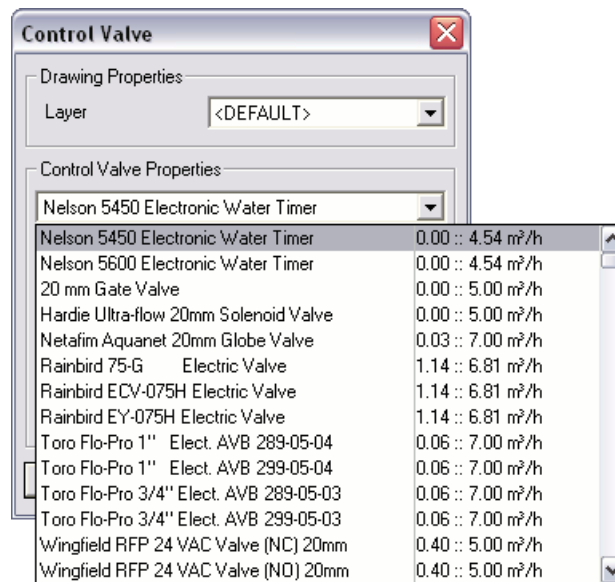 Control Valve
Drawing Properties
Layer <DEFAULT>
Control Valve Properties
Nelson 5450 Electronic Water Timer
Nelson 5450 Electronic Water Timer 0.00 :: 4.54 m³/h
Nelson 5600 Electronic Water Timer 0.00 :: 4.54 m³/h
20 mm Gate Valve 0.00 :: 5.00 m³/h
Hardie Ultra-flow 20mm Solenoid Valve 0.00 :: 5.00 m³/h
Netafim Aquanet 20mm Globe Valve 0.03 :: 7.00 m³/h
Rainbird 75-G Electric Valve 1.14 :: 6.81 m³/h
Rainbird ECV-075H Electric Valve 1.14 :: 6.81 m³/h
Rainbird EY-075H Electric Valve 1.14 :: 6.81 m³/h
Toro Flo-Pro 1'' Elect. AVB 289-05-04 0.06 :: 7.00 m³/h
Toro Flo-Pro 1'' Elect. AVB 299-05-04 0.06 :: 7.00 m³/h
Toro Flo-Pro 3/4'' Elect. AVB 289-05-03 0.06 :: 7.00 m³/h
Toro Flo-Pro 3/4'' Elect. AVB 299-05-03 0.06 :: 7.00 m³/h
Wingfield RFP 24 VAC Valve (NC) 20mm 0.40 :: 5.00 m³/h
Wingfield RFP 24 VAC Valve (NO) 20mm 0.40 :: 5.00 m³/h